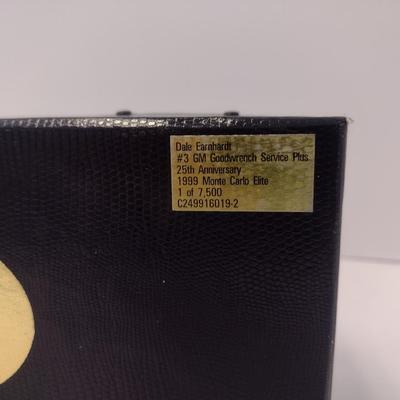 Dale Earnhardt
#3 GM Goodwrench Service Plus
25th Anniversary
1999 Monte Carlo Elite
1 of 7,500
C249916019-2